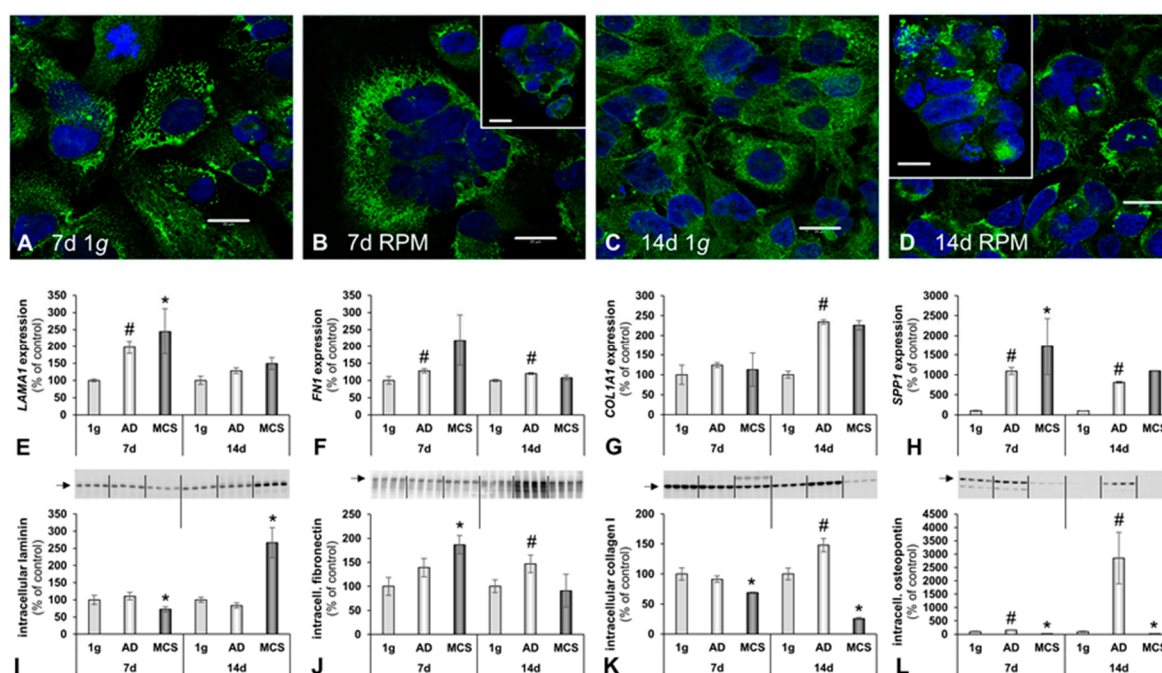 A 7d 1g
B 7d RPM
C 14d 1g
D 14d RPM
LAMA1 expression
(% of control)
350
300
250
200
150
100
50
0
#
*
1g AD MCS 1g AD MCS
7d 14d
E
FN1 expression
(% of control)
350
300
250
200
150
100
50
0
#
#
1g AD MCS 1g AD MCS
7d 14d
F
COL1A1 expression
(% of control)
300
250
200
150
100
50
0
#
1g AD MCS 1g AD MCS
7d 14d
G
SPP1 expression
(% of control)
3000
2500
2000
1500
1000
500
0
#
*
#
1g AD MCS 1g AD MCS
7d 14d
H
intracellular laminin
(% of control)
350
300
250
200
150
100
50
0
*
*
1g AD MCS 1g AD MCS
7d 14d
I
intracell. fibronectin
(% of control)
300
250
200
150
100
50
0
*
#
1g AD MCS 1g AD MCS
7d 14d
J
intracellular collagen I
(% of control)
200
150
100
50
0
*
#
*
1g AD MCS 1g AD MCS
7d 14d
K
intracell. osteopontin
(% of control)
4500
4000
3500
3000
2500
2000
1500
1000
500
0
#
*
#
*
1g AD MCS 1g AD MCS
7d 14d
L